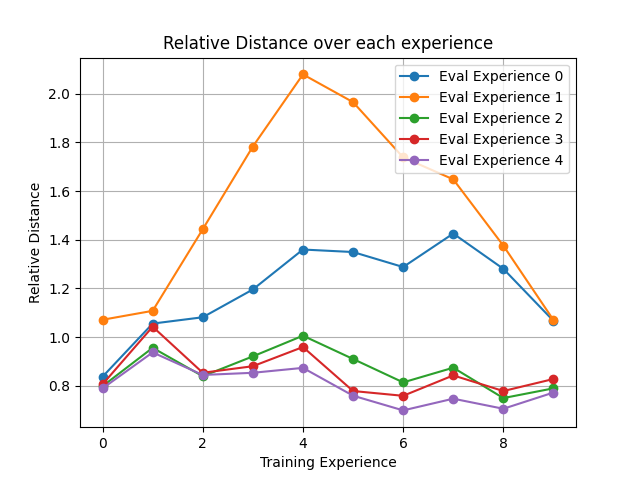 Relative Distance over each experience
Eval Experience 0
Eval Experience 1
Eval Experience 2
Eval Experience 3
Eval Experience 4
Relative Distance
2.0
1.8
1.6
1.4
1.2
1.0
0.8
0 2 4 6 8
Training Experience